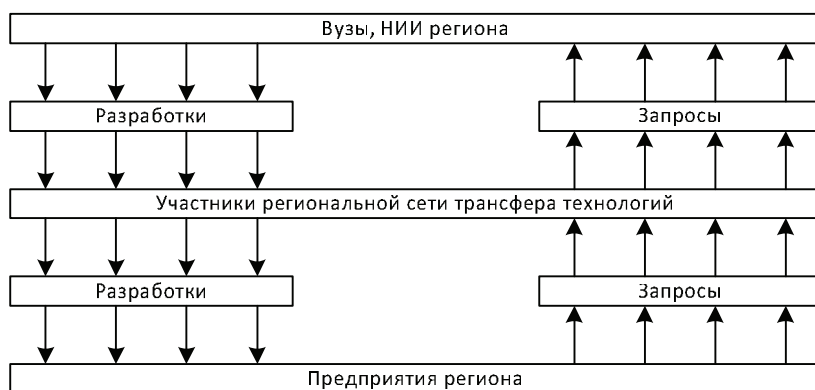 Вузы, НИИ региона
Разработки
Запросы
Участники региональной сети трансфера технологий
Разработки
Запросы
Предприятия региона